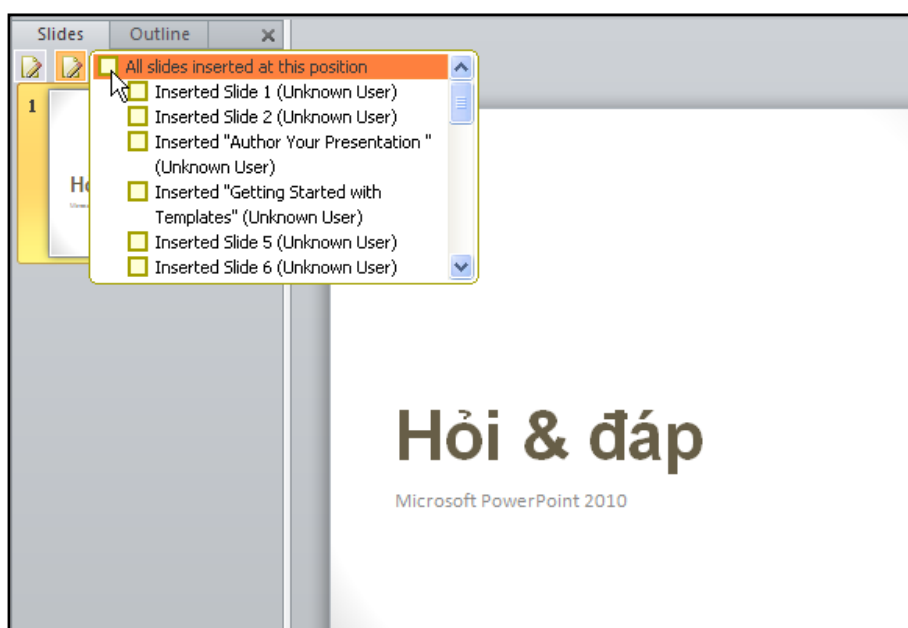 Slides Outline
All slides inserted at this position
1
Inserted Slide 1 (Unknown User)
Inserted Slide 2 (Unknown User)
Inserted "Author Your Presentation "
(Unknown User)
Inserted "Getting Started with
Templates" (Unknown User)
Inserted Slide 5 (Unknown User)
Inserted Slide 6 (Unknown User)
Hỏi & đáp
Microsoft PowerPoint 2010